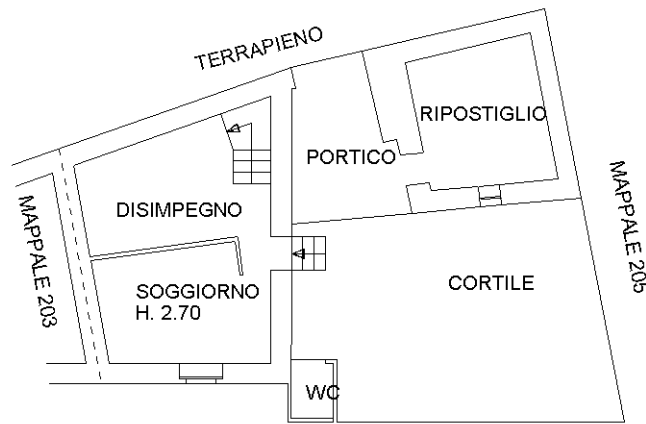 TERRAPIENO
RIPOSTIGLIO
PORTICO
MAPPALE 205
DISIMPEGNO
MAPPALE 203
SOGGIORNO
H. 2.70
CORTILE
WC